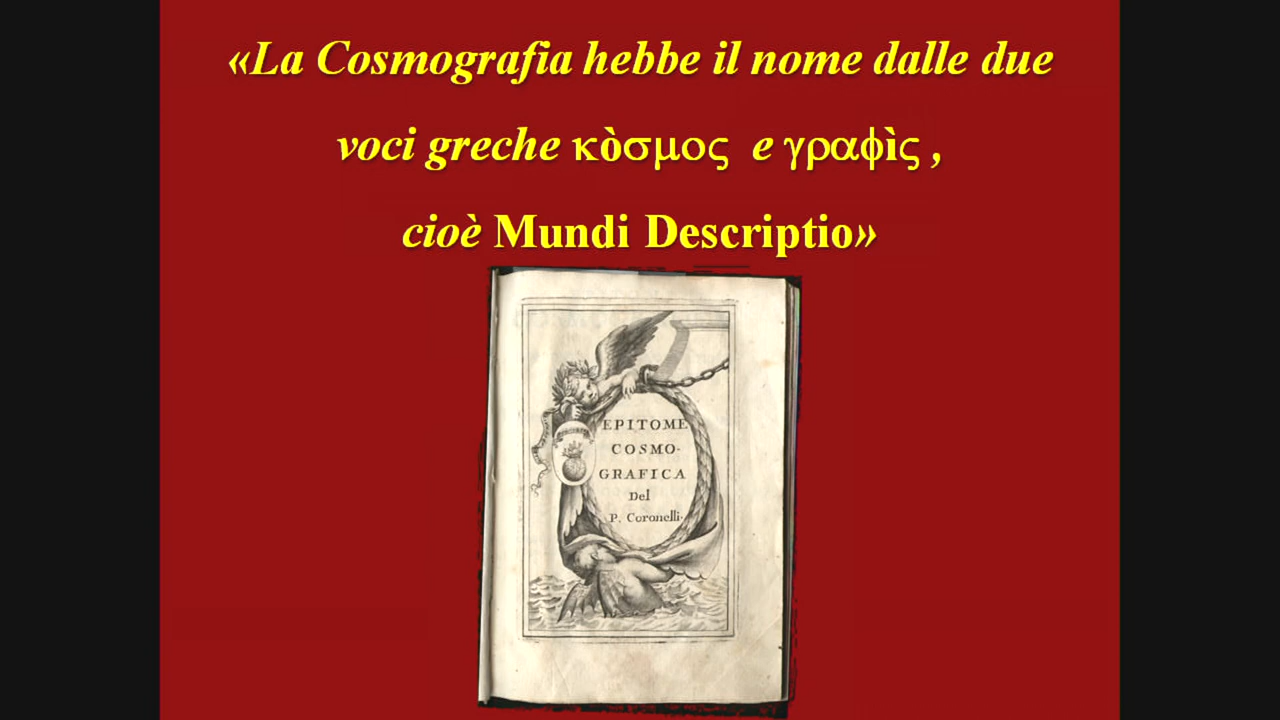 «La Cosmografia hebbe il nome dalle due
voci greche κòσμος e γραφìς ,
cioè Mundi Descriptio»
EPITOME
COSMO-
GRAFICA
Del
P. Coronelli.